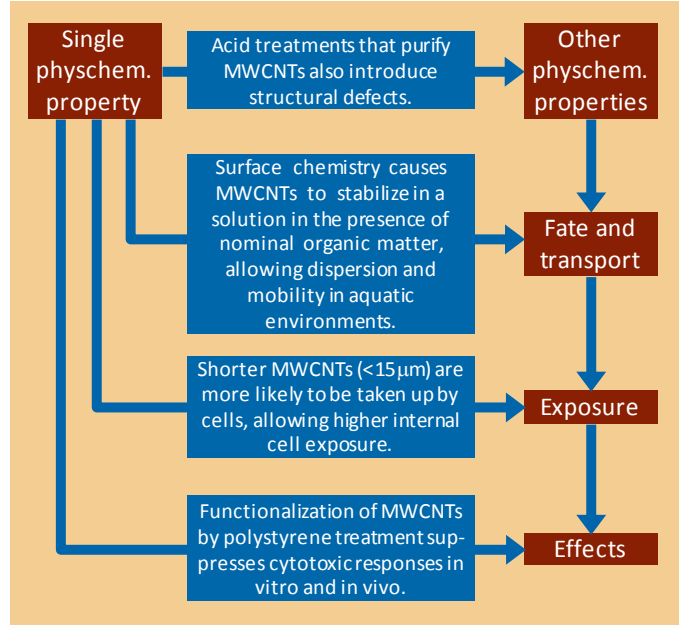 Single
physchem.
property
Acid treatments that purify
MWCNTs also introduce
structural defects.
Other
physchem.
properties
Surface chemistry causes
MWCNTs to stabilize in a
solution in the presence of
nominal organic matter,
allowing dispersion and
mobility in aquatic
environments.
Fate and
transport
Shorter MWCNTs (<15μm) are
more likely to be taken up by
cells, allowing higher internal
cell exposure.
Exposure
Functionalization of MWCNTs
by polystyrene treatment sup-
presses cytotoxic responses in
vitro and in vivo.
Effects